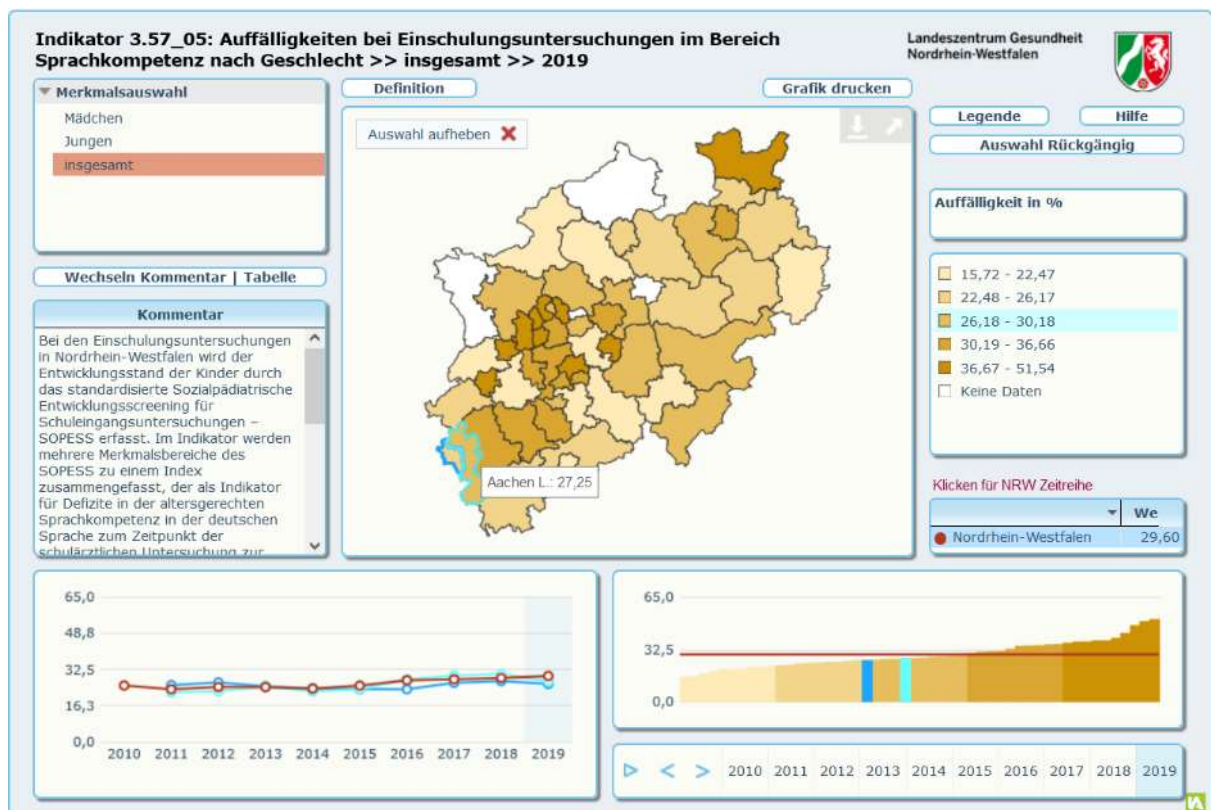 Indikator 3.57_05: Auffälligkeiten bei Einschulungsuntersuchungen im Bereich
Sprachkompetenz nach Geschlecht >> insgesamt >> 2019
Landeszentrum Gesundheit
Nordrhein-Westfalen
Merkmalsauswahl
Mädchen
Jungen
insgesamt
Definition
Grafik drucken
Auswahl aufheben
Legende
Hilfe
Auswahl Rückgängig
Auffälligkeit in %
15,72 - 22,47
22,48 - 26,17
26,18 - 30,18
30,19 - 36,66
36,67 - 51,54
Keine Daten
Wechseln Kommentar | Tabelle
Kommentar
Bei den Einschulungsuntersuchungen
in Nordrhein-Westfalen wird der
Entwicklungsstand der Kinder durch
das standardisierte Sozialpädiatrische
Entwicklungsscreening für
Schuleingangsuntersuchungen –
SOPESS erfasst. Im Indikator werden
mehrere Merkmalsbereiche des
SOPESS zu einem Index
zusammengefasst, der als Indikator
für Defizite in der altersgerechten
Sprachkompetenz in der deutschen
Sprache zum Zeitpunkt der
schulärztlichen Untersuchung zur
Aachen L.: 27,25
Klicken für NRW Zeitreihe
We
Nordrhein-Westfalen 29,60
65,0
48,8
32,5
16,3
0,0
2010 2011 2012 2013 2014 2015 2016 2017 2018 2019
65,0
32,5
0,0
2010 2011 2012 2013 2014 2015 2016 2017 2018 2019